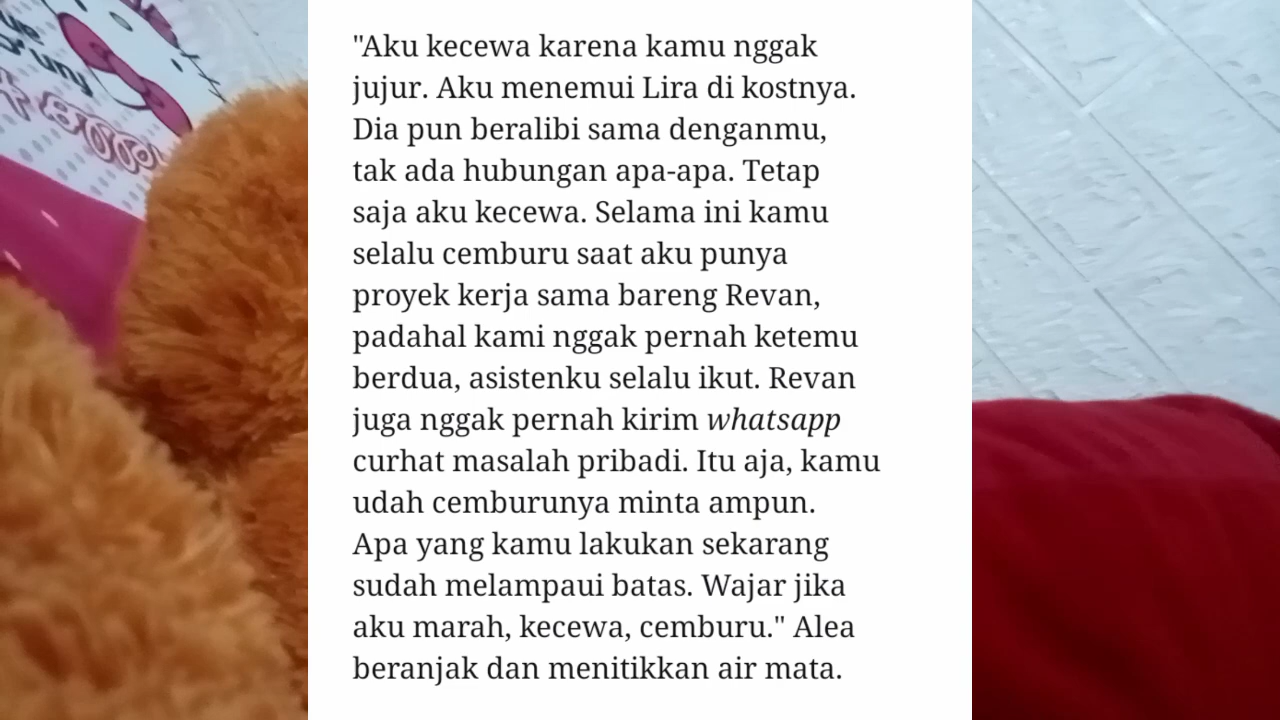 "Aku kecewa karena kamu nggak
jujur. Aku menemui Lira di kostnya.
Dia pun beralibi sama denganmu,
tak ada hubungan apa-apa. Tetap
saja aku kecewa. Selama ini kamu
selalu cemburu saat aku punya
proyek kerja sama bareng Revan,
padahal kami nggak pernah ketemu
berdua, asistenku selalu ikut. Revan
juga nggak pernah kirim whatsapp
curhat masalah pribadi. Itu aja, kamu
udah cemburunya minta ampun.
Apa yang kamu lakukan sekarang
sudah melampaui batas. Wajar jika
aku marah, kecewa, cemburu." Alea
beranjak dan menitikkan air mata.